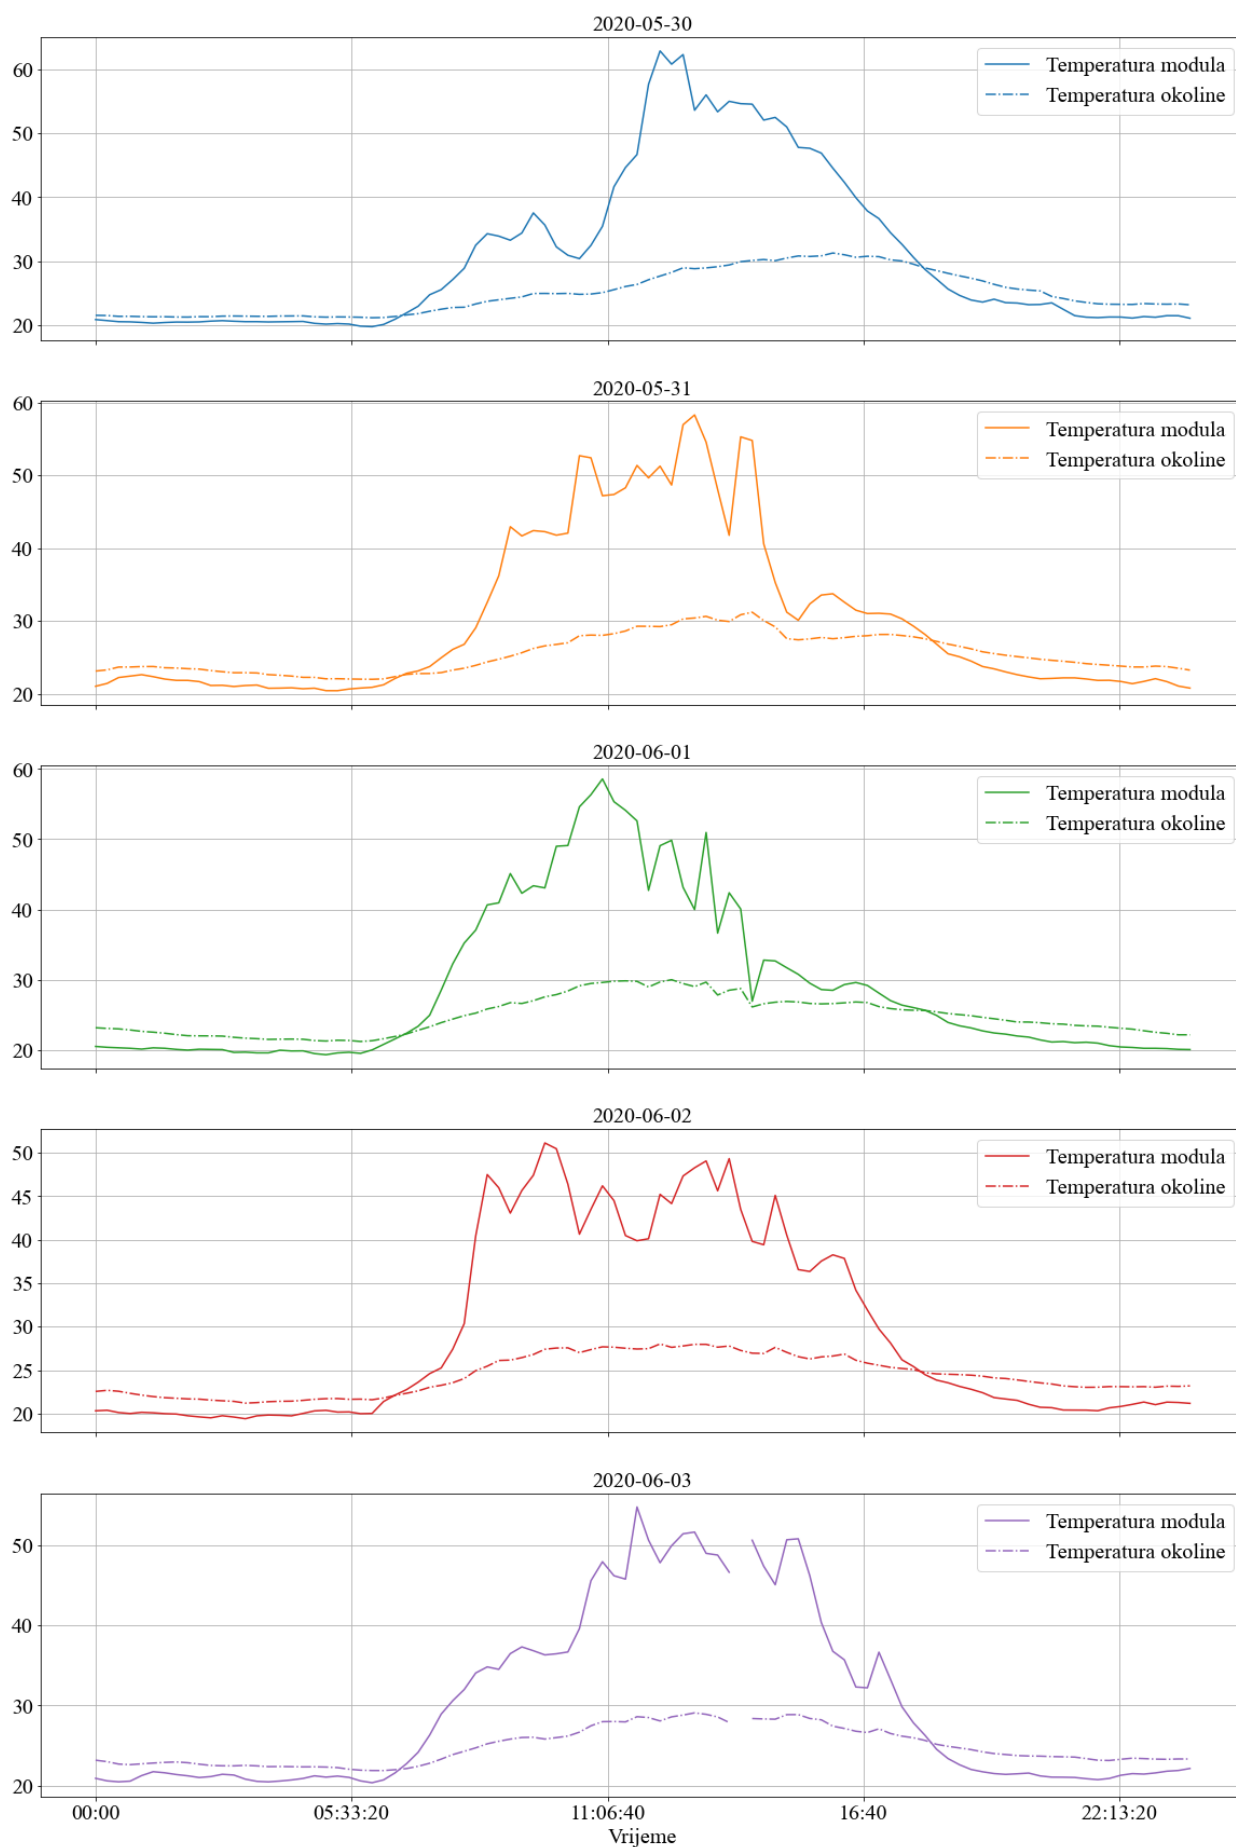 2020-05-30
60
50
40
30
20
Temperatura modula
Temperatura okoline
2020-05-31
60
50
40
30
20
Temperatura modula
Temperatura okoline
2020-06-01
60
50
40
30
20
Temperatura modula
Temperatura okoline
2020-06-02
50
45
40
35
30
25
20
Temperatura modula
Temperatura okoline
2020-06-03
50
40
30
20
Temperatura modula
Temperatura okoline
00:00 05:33:20 11:06:40 16:40 22:13:20
Vrijeme